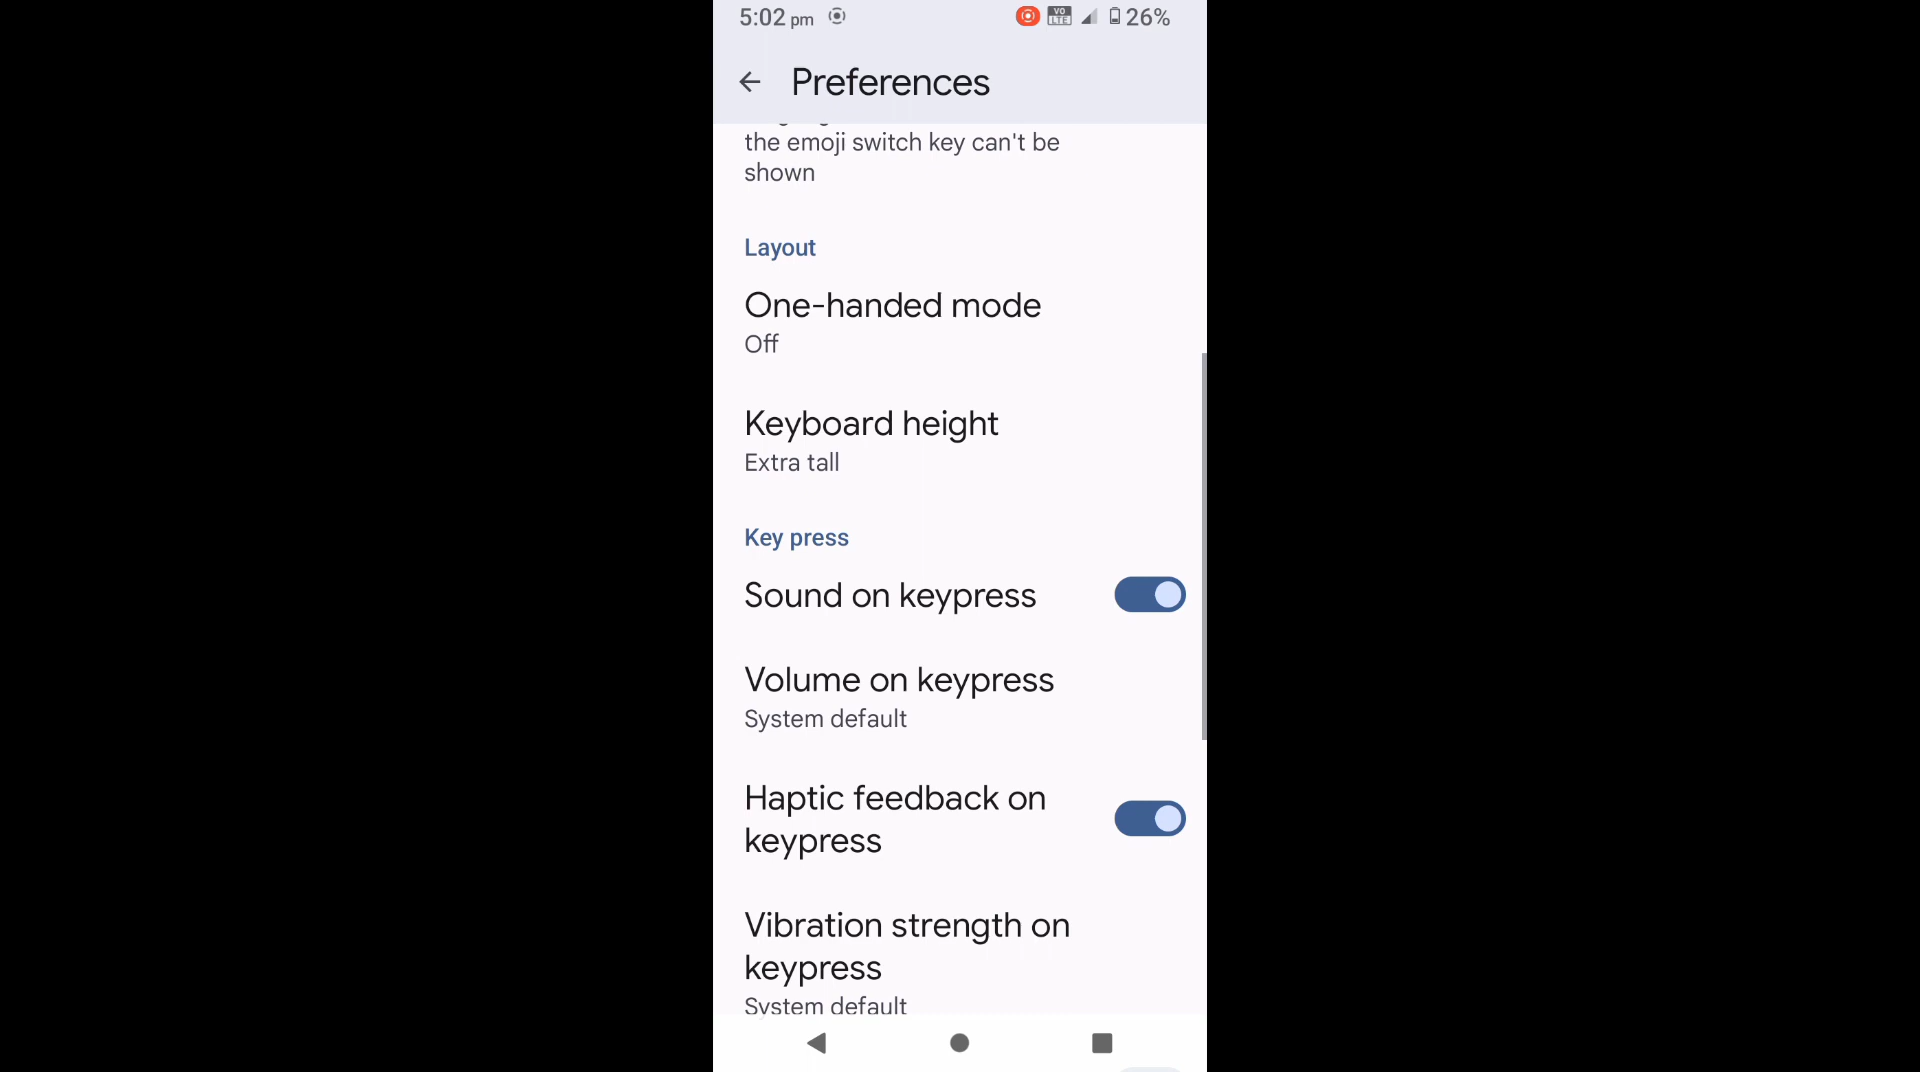 5:02 pm
VO LTE
26%
Preferences
the emoji switch key can't be
shown
Layout
One-handed mode
Off
Keyboard height
Extra tall
Key press
Sound on keypress
Volume on keypress
System default
Haptic feedback on
keypress
Vibration strength on
keypress
System default